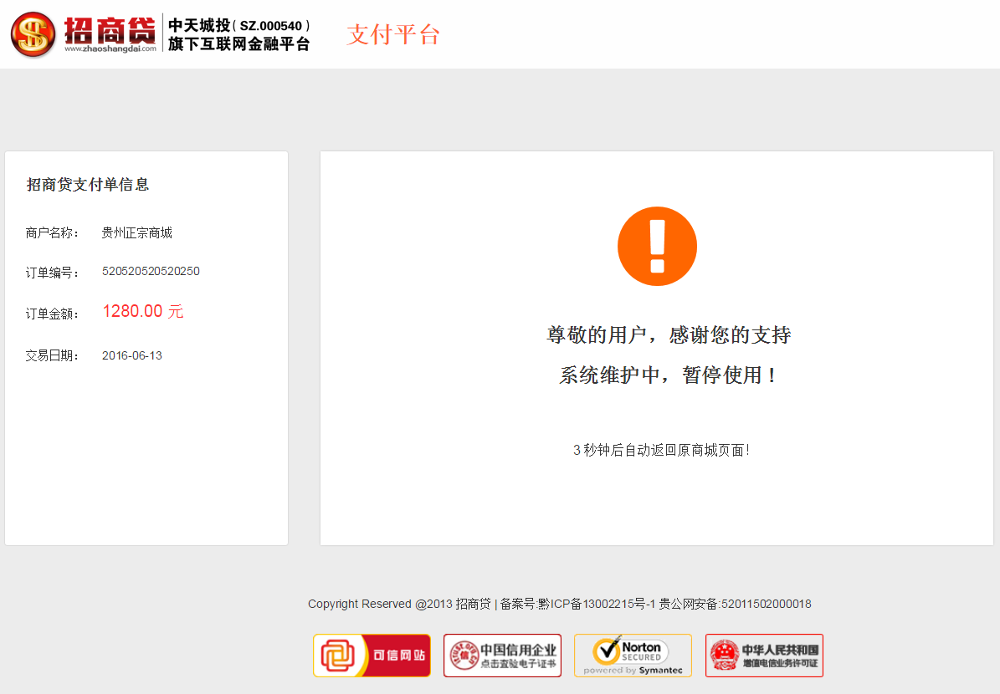 招商贷
www.zhaoshangdai.com
中天城投( SZ.000540 )
旗下互联网金融平台
支付平台
招商贷支付单信息
商户名称： 贵州正宗商城
订单编号： 520520520520250
订单金额： 1280.00 元
交易日期： 2016-06-13
尊敬的用户，感谢您的支持
系统维护中，暂停使用！
3 秒钟后自动返回原商城页面！
Copyright Reserved @2013 招商贷 | 备案号:黔ICP备13002215号-1 贵公网安备:52011502000018
可信网站
中国信用企业
点击查验电子证书
Norton
SECURED
powered by Symantec
中华人民共和国
增值电信业务许可证